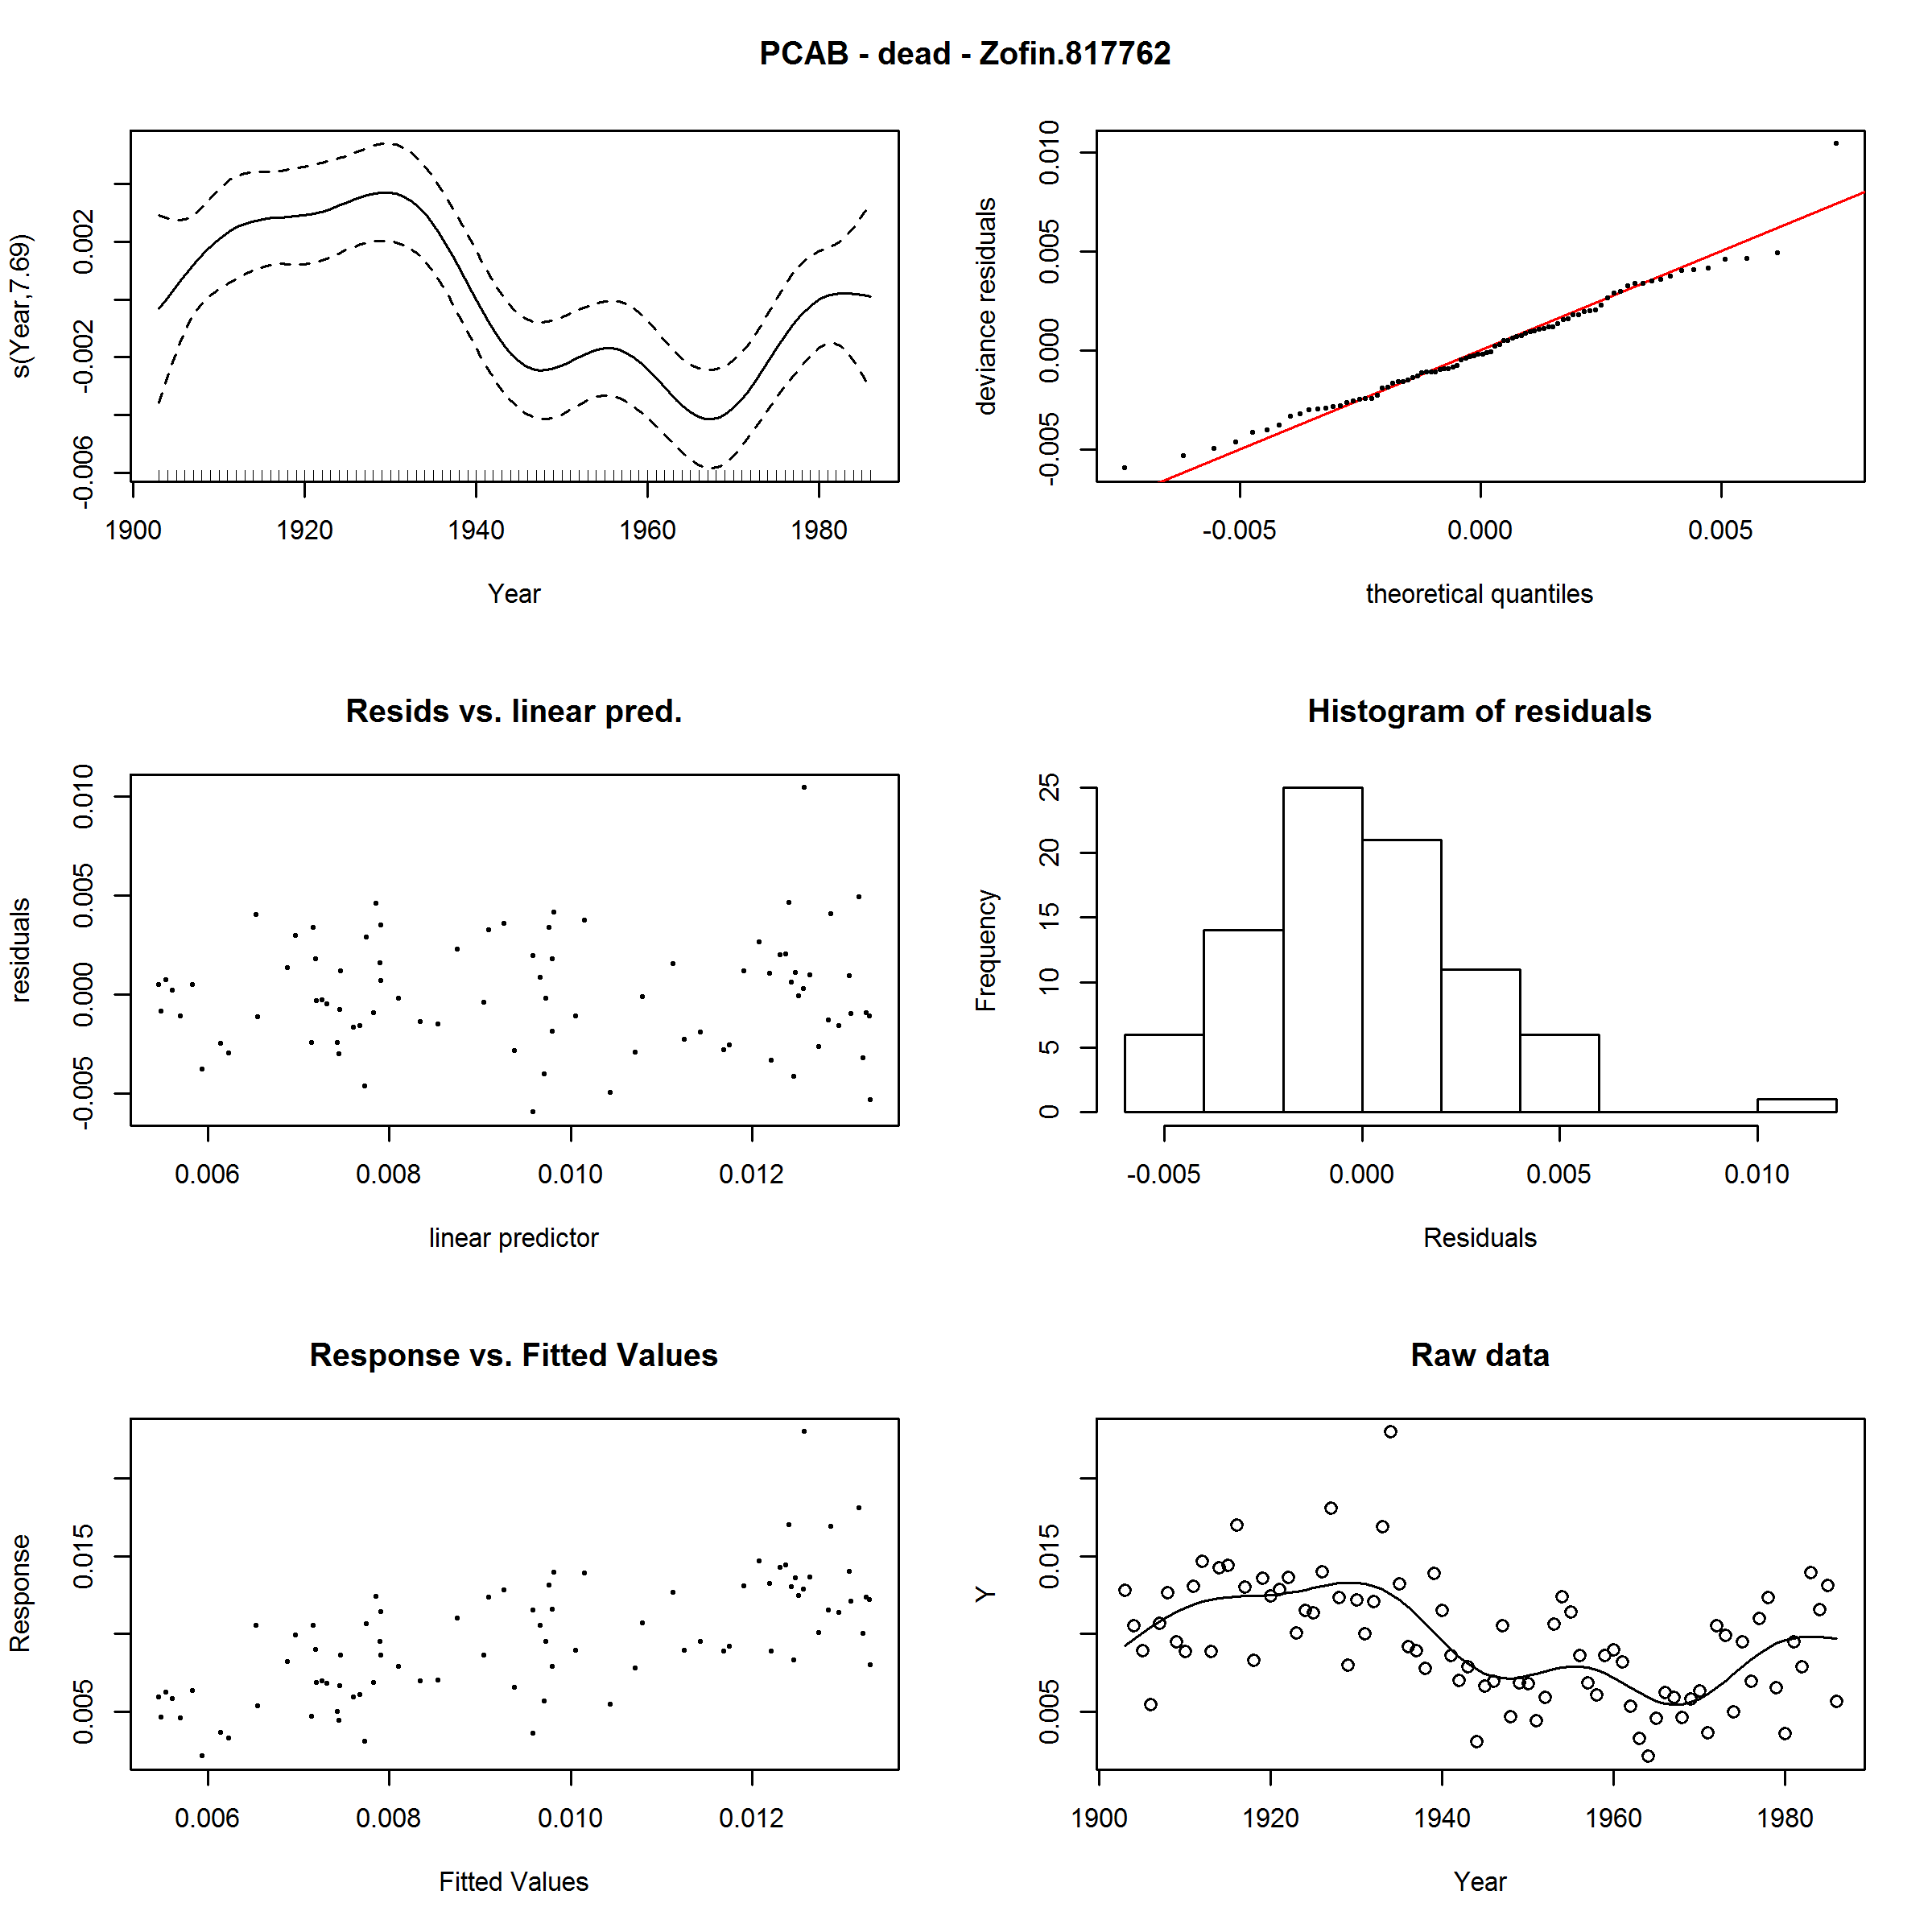 PCAB - dead - Zofin.817762
s(Year,7.69)
0.002
-0.002
-0.006
1900 1920 1940 1960 1980
Year
deviance residuals
0.010
0.005
0.000
-0.005
-0.005 0.000 0.005
theoretical quantiles
Resids vs. linear pred.
residuals
0.010
0.005
0.000
-0.005
0.006 0.008 0.010 0.012
linear predictor
Histogram of residuals
Frequency
25
20
15
10
5
0
-0.005 0.000 0.005 0.010
Residuals
Response vs. Fitted Values
Response
0.015
0.005
0.006 0.008 0.010 0.012
Fitted Values
Raw data
Y
0.015
0.005
1900 1920 1940 1960 1980
Year